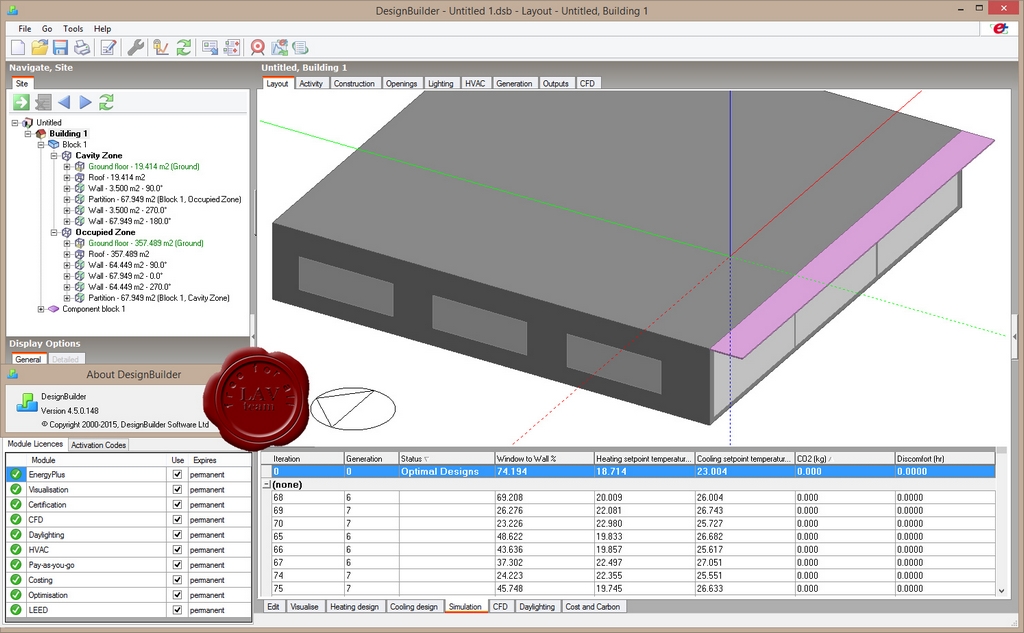 DesignBuilder - Untitled 1.dsb - Layout - Untitled, Building 1
File Go Tools Help
Navigate, Site
Site
Untitled
Building 1
Block 1
Cavity Zone
Ground floor - 19.414 m2 (Ground)
Roof - 19.414 m2
Wall - 3.500 m2 - 90.0°
Partition - 67.949 m2 (Block 1, Occupied Zone)
Wall - 3.500 m2 - 270.0°
Wall - 67.949 m2 - 180.0°
Occupied Zone
Ground floor - 357.489 m2 (Ground)
Roof - 357.489 m2
Wall - 64.449 m2 - 90.0°
Wall - 67.949 m2 - 0.0°
Wall - 64.449 m2 - 270.0°
Partition - 67.949 m2 (Block 1, Cavity Zone)
Component block 1
Display Options
General Detailed
About DesignBuilder
DesignBuilder
Version 4.5.0.148
© Copyright 2000-2015, DesignBuilder Software Ltd
LAV
team
Module Licences Activation Codes
Module Use Expires
EnergyPlus permanent
Visualisation permanent
Certification permanent
CFD permanent
Daylighting permanent
HVAC permanent
Pay-as-you-go permanent
Costing permanent
Optimisation permanent
LEED permanent
Untitled, Building 1
Layout Activity Construction Openings Lighting HVAC Generation Outputs CFD
Iteration Generation Status Window to Wall % Heating setpoint temperatur... Cooling setpoint temperatur... CO2 (kg) Discomfort (hr)
0 0 Optimal Designs 74.194 18.714 23.004 0.000 0.0000
(none)
68 6 69.208 20.009 26.004 0.000 0.0000
69 7 26.276 22.081 26.743 0.000 0.0000
70 7 23.226 22.980 25.727 0.000 0.0000
65 6 48.622 19.833 26.682 0.000 0.0000
66 6 43.636 19.857 25.617 0.000 0.0000
67 6 37.302 22.497 27.051 0.000 0.0000
74 7 24.223 22.355 25.551 0.000 0.0000
75 7 45.748 19.745 26.633 0.000 0.0000
Edit Visualise Heating design Cooling design Simulation CFD Daylighting Cost and Carbon